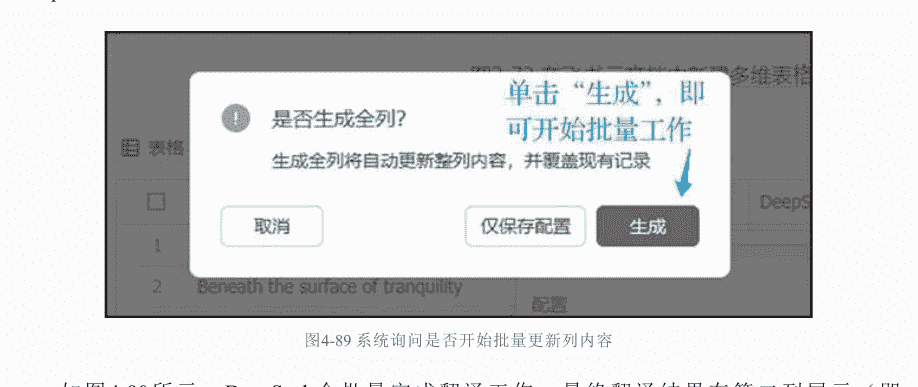 单击“生成”，即
可开始批量工作
是否生成全列？
生成全列将自动更新整列内容，并覆盖现有记录
表格
DeepS
取消
仅保存配置
生成
1
2 Beneath the surface of tranquility
配置
图4-89 系统询问是否开始批量更新列内容